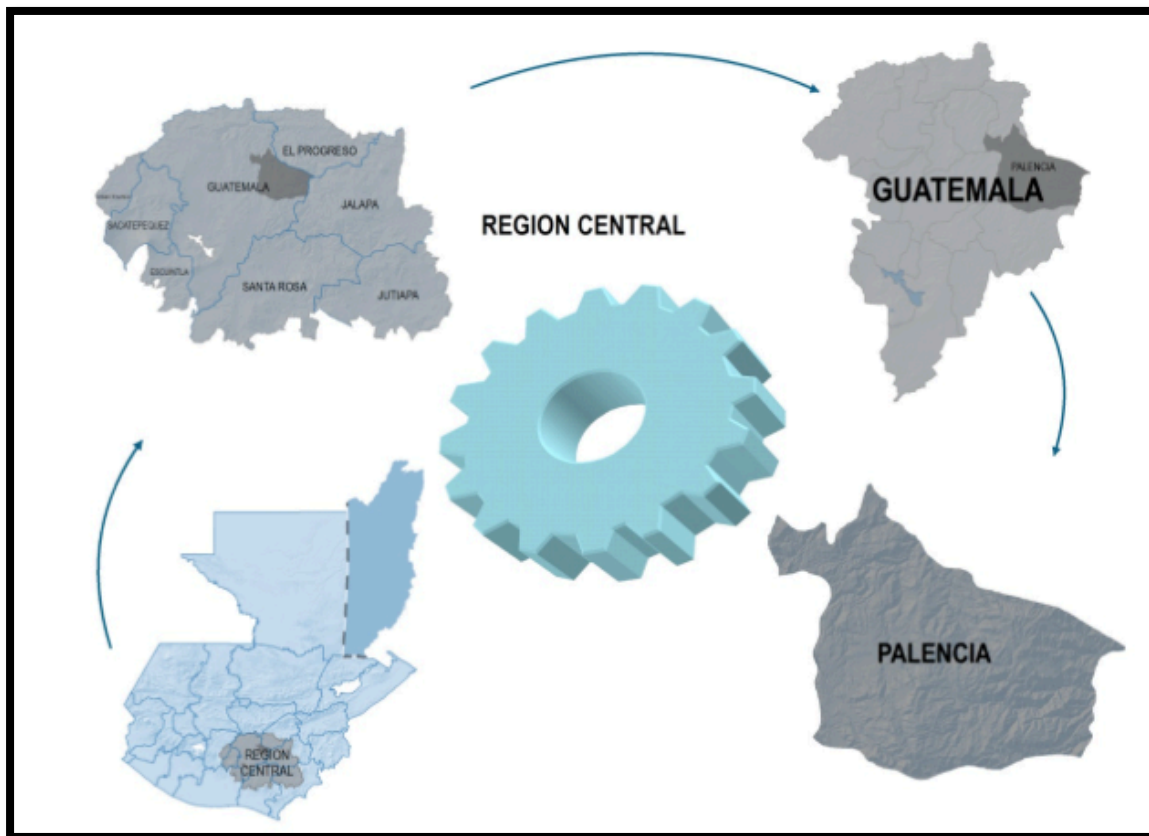 EL PROGRESO
GUATEMALA
JALAPA
SACATEPEQUEZ
ESCUINTLA
SANTA ROSA
JUTIAPA
REGION CENTRAL
PALENCIA
GUATEMALA
REGION
CENTRAL
PALENCIA